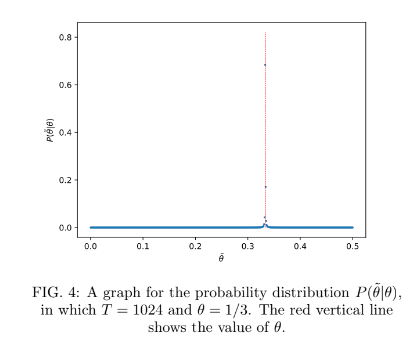 0.8
0.6
0.4
0.2
0.0
P(θ̃|θ)
0.0 0.1 0.2 0.3 0.4 0.5
θ̃
FIG. 4: A graph for the probability distribution P(θ̃|θ),
in which T = 1024 and θ = 1/3. The red vertical line
shows the value of θ.